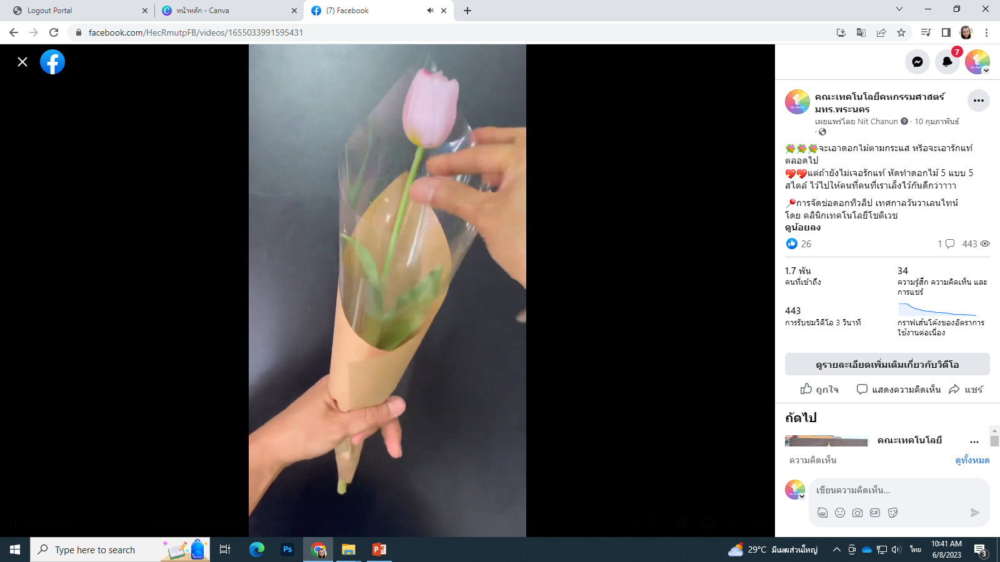 Logout Portal
หน้าหลัก - Canva
(7) Facebook
facebook.com/HecRmutpFB/videos/1655033991595431
7
คณะเทคโนโลยีคหกรรมศาสตร์
มทร.พระนคร
เผยแพร่โดย Nit Chanun · 10 กุมภาพันธ์
·
จะเอาดอกไม้ตามกระแส หรือจะเอารักแท้
ตลอดไป
แต่ถ้ายังไม่เจอรักแท้ หัดทำดอกไม้ 5 แบบ 5
สไตล์ ไว้ไปให้คนที่คนที่เราเล็งไว้กันดีกว่าาาา
การจัดช่อดอกทิวลิป เทศกาลวันวาเลนไทน์
โดย คลินิกเทคโนโลยีโชติเวช
ดูน้อยลง
26
1
443
1.7 พัน
คนที่เข้าถึง
34
ความรู้สึก ความคิดเห็น และ
การแชร์
443
การรับชมวิดีโอ 3 วินาที
กราฟเส้นโค้งของอัตราการ
ใช้งานต่อเนื่อง
ดูรายละเอียดเพิ่มเติมเกี่ยวกับวิดีโอ
ถูกใจ
แสดงความคิดเห็น
แชร์
ถัดไป
คณะเทคโนโลยี
ความคิดเห็น
ดูทั้งหมด
เขียนความคิดเห็น...
GIF
Type here to search
Ps
29°C มีเมฆส่วนใหญ่
ไทย
10:41 AM
6/8/2023
3